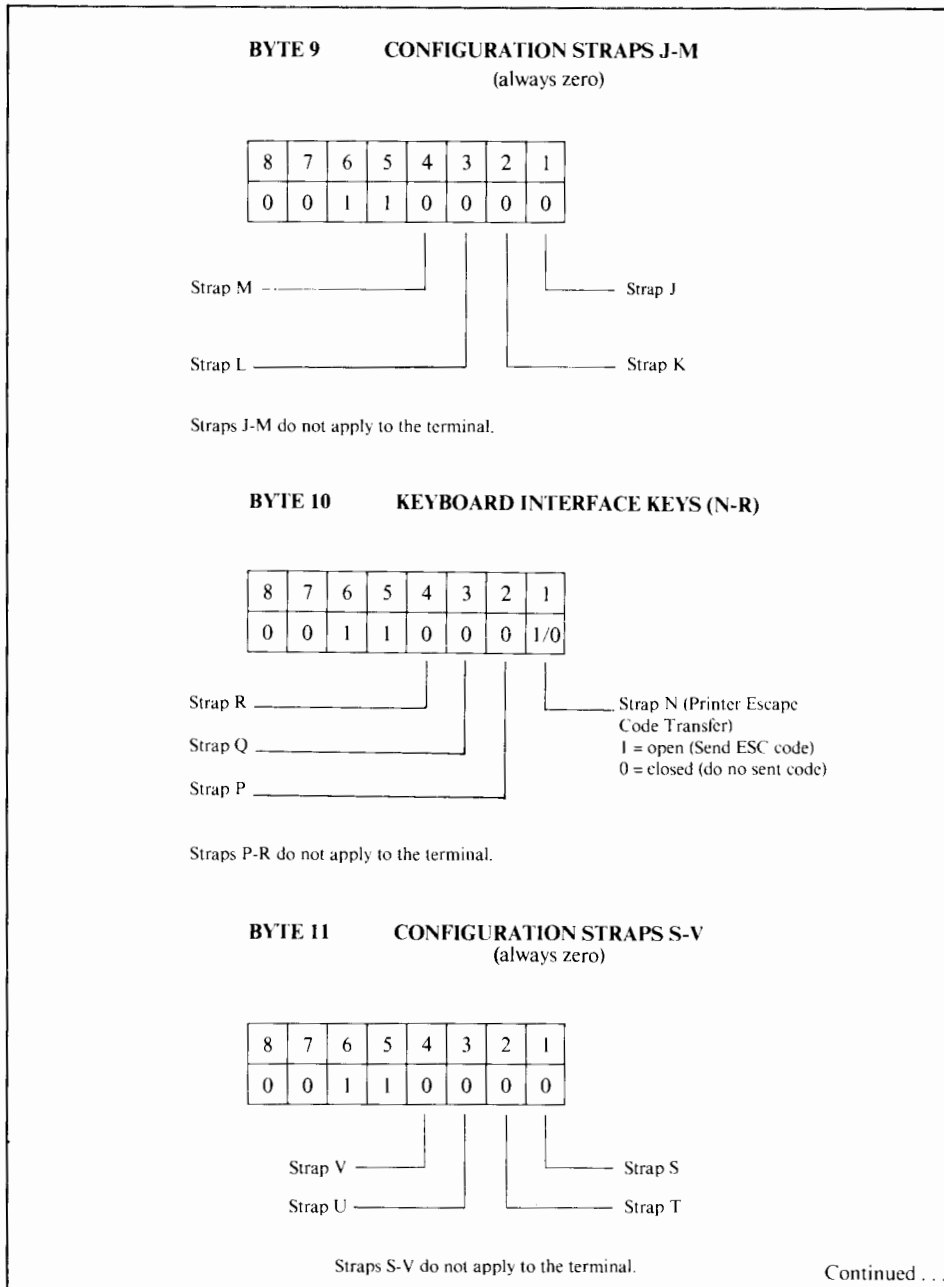 BYTE 9 CONFIGURATION STRAPS J-M
(always zero)
8 7 6 5 4 3 2 1
0 0 1 1 0 0 0 0
Strap M Strap J
Strap L Strap K
Straps J-M do not apply to the terminal.
BYTE 10 KEYBOARD INTERFACE KEYS (N-R)
8 7 6 5 4 3 2 1
0 0 1 1 0 0 0 1/0
Strap R Strap N (Printer Escape
Code Transfer)
Strap Q 1 = open (Send ESC code)
0 = closed (do no sent code)
Strap P
Straps P-R do not apply to the terminal.
BYTE 11 CONFIGURATION STRAPS S-V
(always zero)
8 7 6 5 4 3 2 1
0 0 1 1 0 0 0 0
Strap V Strap S
Strap U Strap T
Straps S-V do not apply to the terminal.
Continued . . .